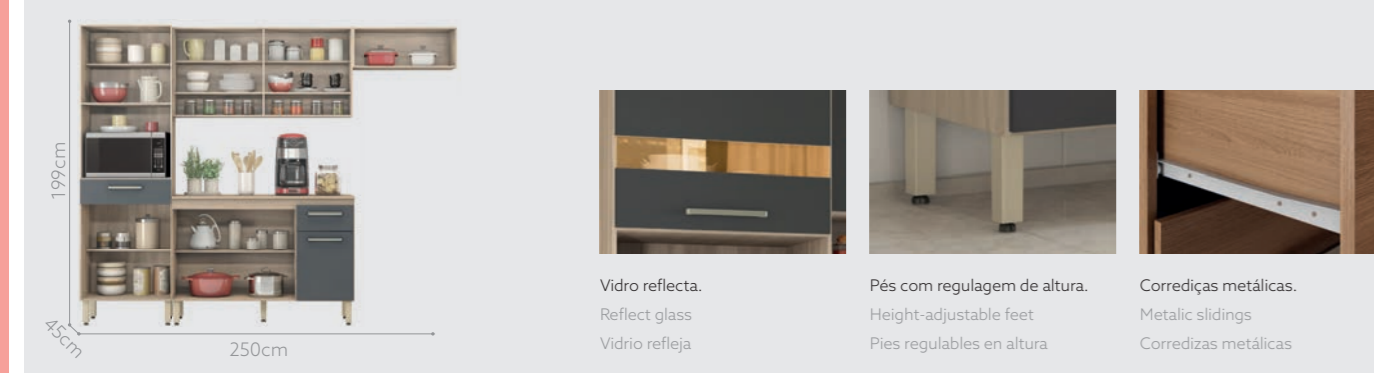 199cm
45cm
250cm
Vidro reflecta.
Reflect glass
Vidrio refleja
Pés com regulagem de altura.
Height-adjustable feet
Pies regulables en altura
Corrediças metálicas.
Metalic slidings
Corredizas metálicas